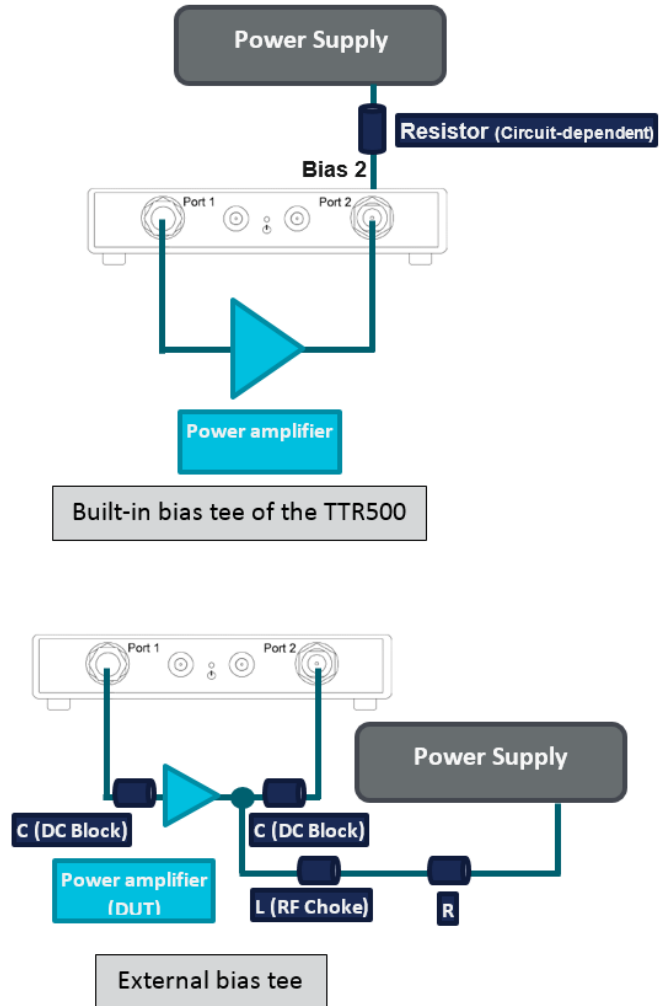 Power Supply
Resistor (Circuit-dependent)
Bias 2
Port 1
Port 2
Power amplifier
Built-in bias tee of the TTR500
Port 1
Port 2
Power Supply
C (DC Block)
C (DC Block)
Power amplifier
(DUT)
L (RF Choke)
R
External bias tee